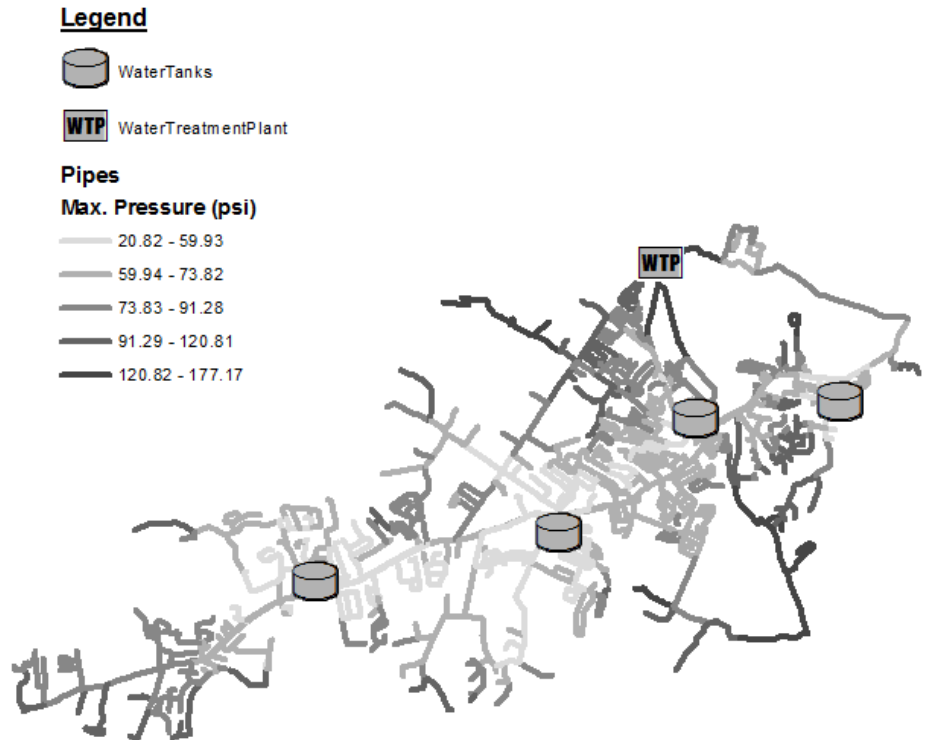 Legend
WaterTanks
WTP WaterTreatmentPlant
Pipes
Max. Pressure (psi)
20.82 - 59.93
59.94 - 73.82
73.83 - 91.28
91.29 - 120.81
120.82 - 177.17
WTP